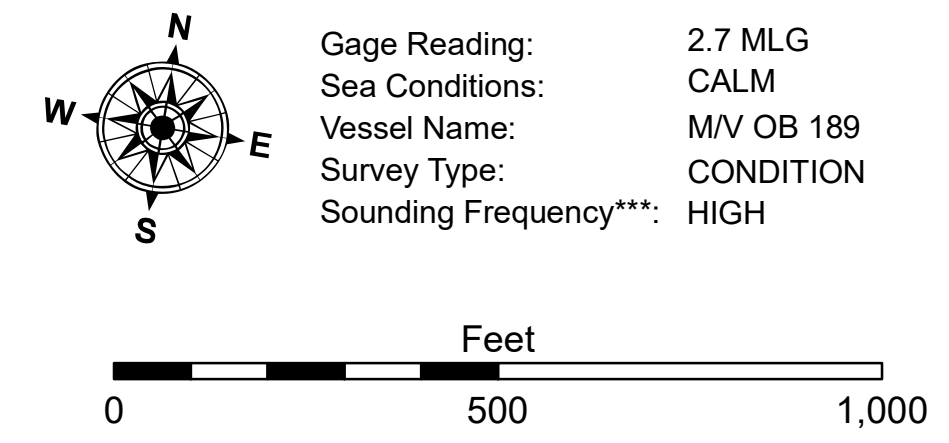 N
W
E
S
Gage Reading: 2.7 MLG
Sea Conditions: CALM
Vessel Name: M/V OB 189
Survey Type: CONDITION
Sounding Frequency***: HIGH
Feet
0 500 1,000